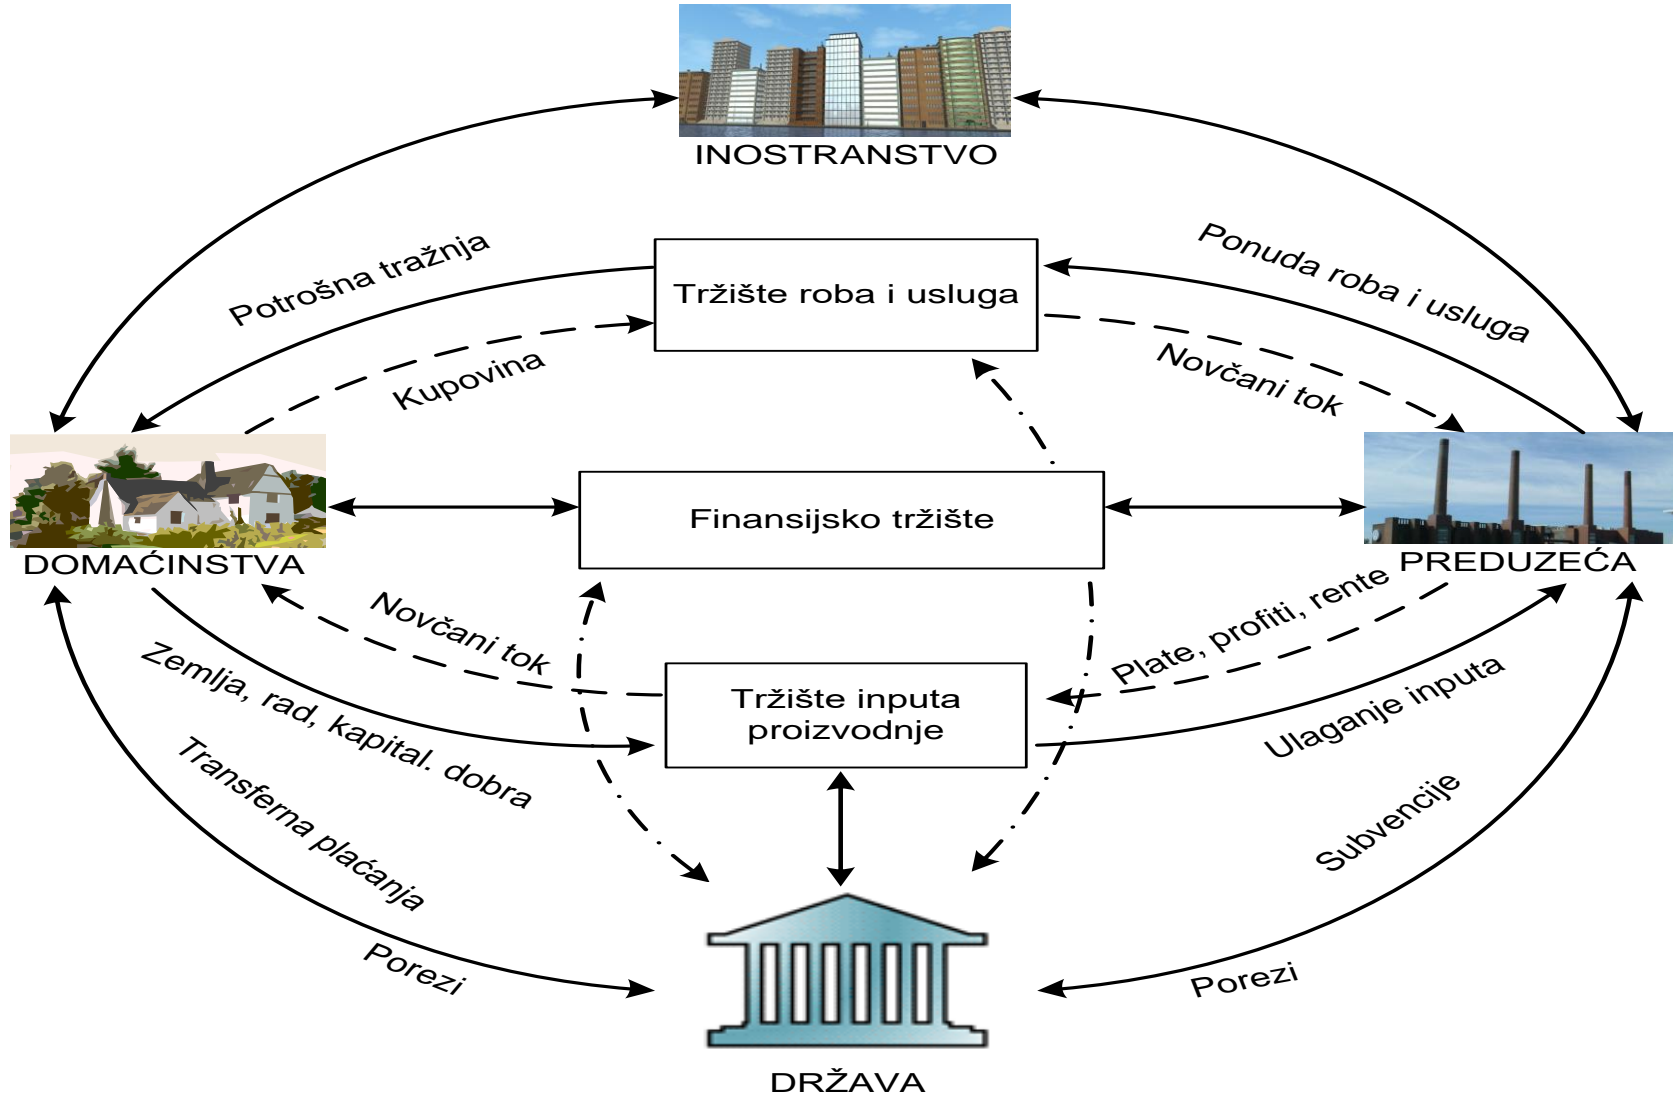 INOSTRANSTVO
Potrošna tražnja
Ponuda roba i usluga
Tržište roba i usluga
Kupovina
Novčani tok
Finansijsko tržište
DOMAĆINSTVA
PREDUZEĆA
Novčani tok
Plate, profiti, rente
Zemlja, rad, kapital. dobra
Tržište inputa
proizvodnje
Ulaganje inputa
Transferna plaćanja
Subvencije
Porezi
Porezi
DRŽAVA